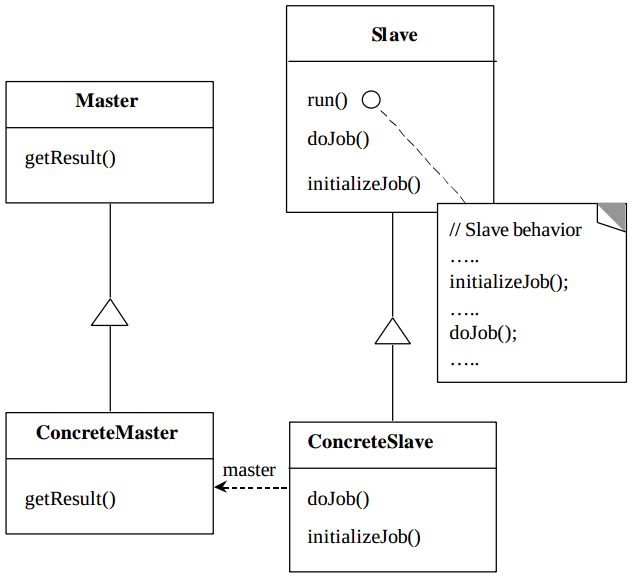 Master
getResult()
Slave
run()
doJob()
initializeJob()
// Slave behavior
.....
initializeJob();
.....
doJob();
.....
ConcreteMaster
getResult()
master
ConcreteSlave
doJob()
initializeJob()